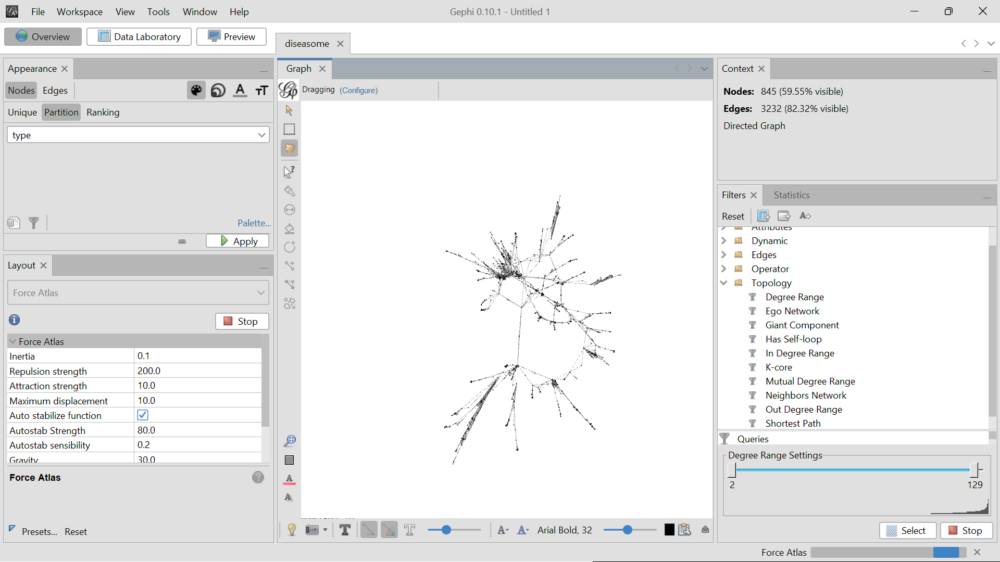 File Workspace View Tools Window Help
Gephi 0.10.1 - Untitled 1
Overview Data Laboratory Preview
diseasome
Appearance
Nodes Edges
Unique Partition Ranking
type
Palette...
Apply
Layout
Force Atlas
Stop
Force Atlas
Inertia 0.1
Repulsion strength 200.0
Attraction strength 10.0
Maximum displacement 10.0
Auto stabilize function
Autostab Strength 80.0
Autostab sensibility 0.2
Gravity 30.0
Force Atlas
Presets... Reset
Graph
Dragging (Configure)
Arial Bold, 32
Context
Nodes: 845 (59.55% visible)
Edges: 3232 (82.32% visible)
Directed Graph
Filters Statistics
Reset
Attributes
Dynamic
Edges
Operator
Topology
Degree Range
Ego Network
Giant Component
Has Self-loop
In Degree Range
K-core
Mutual Degree Range
Neighbors Network
Out Degree Range
Shortest Path
Queries
Degree Range Settings
2 129
Select Stop
Force Atlas